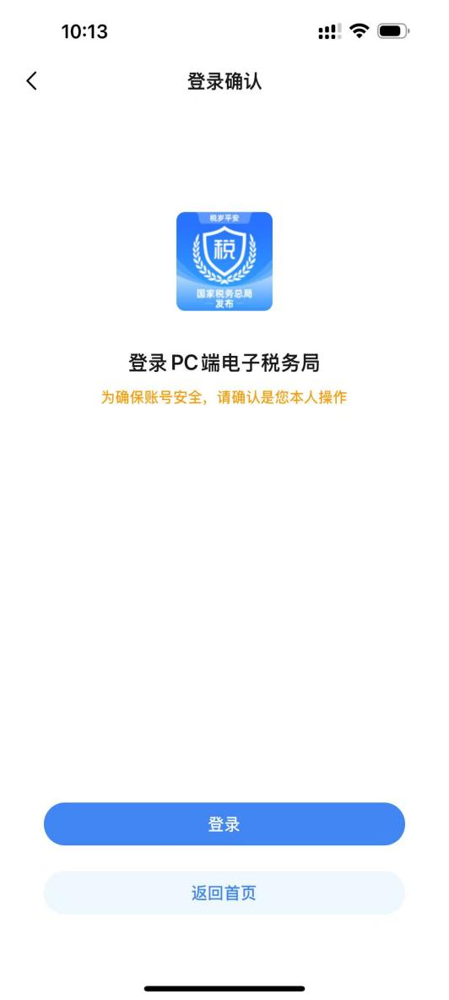 10:13
登录确认
税岁平安
税
国家税务总局
发布
登录PC端电子税务局
为确保账号安全，请确认是您本人操作
登录
返回首页